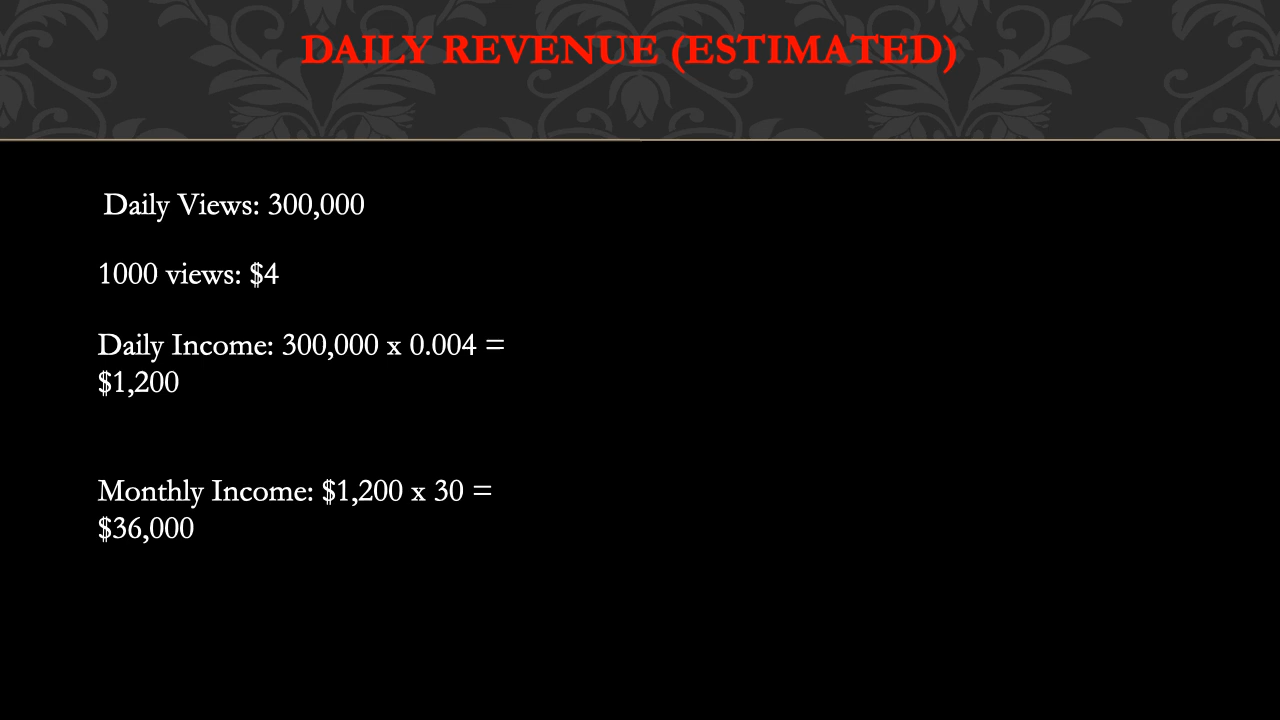 DAILY REVENUE (ESTIMATED)
Daily Views: 300,000
1000 views: $4
Daily Income: 300,000 x 0.004 =
$1,200
Monthly Income: $1,200 x 30 =
$36,000